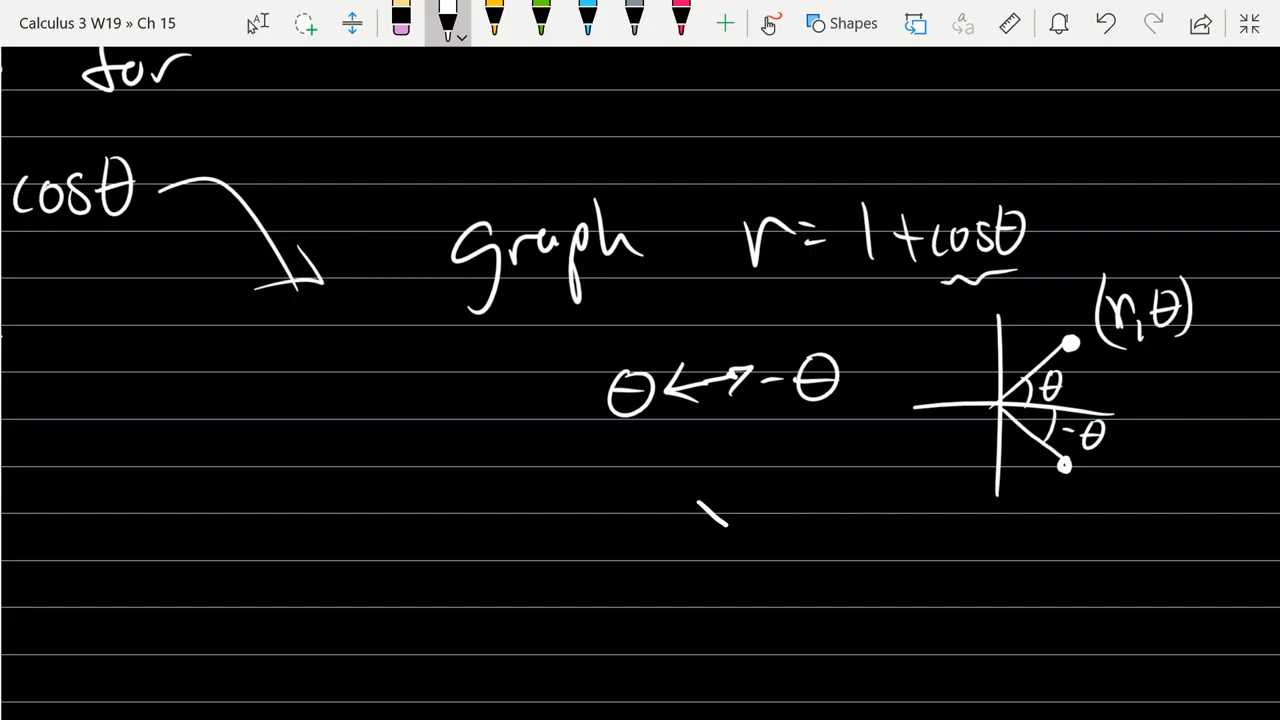 Calculus 3 W19 » Ch 15
Shapes
for
cosθ
graph r = 1 + cosθ
(r, θ)
θ ↔ -θ
θ
-θ